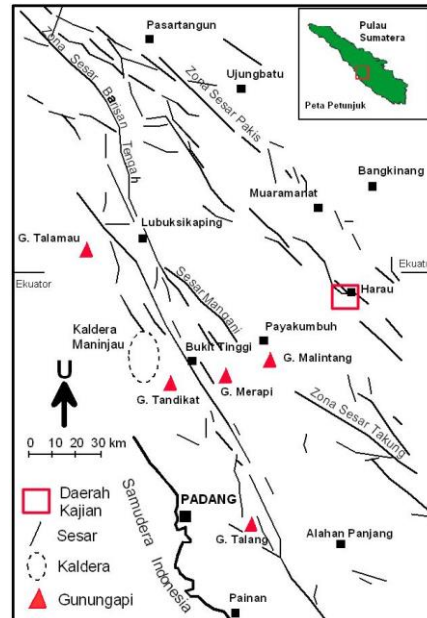 Pulau
Sumatera
Peta Petunjuk
Pasartangun
Zona Sesar Barisan Tengah
Ujungbatu
Zona Sesar Pakis
Bangkinang
Muaramanat
Lubuksikaping
G. Talamau
Ekuator
Ekuator
Harau
Sesar Mangani
Payakumbuh
Kaldera
Maninjau
Bukit Tinggi
G. Malintang
G. Merapi
G. Tandikat
U
Zona Sesar Takung
0 10 20 30 km
PADANG
Daerah
Kajian
Samudera
Indonesia
Sesar
G. Talang
Alahan Panjang
Kaldera
Gunungapi
Painan